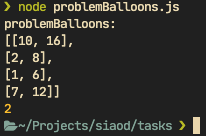 ❯ node problemBalloons.js
problemBalloons:
[[10, 16],
[2, 8],
[1, 6],
[7, 12]]
2
~/Projects/siaod/tasks ❯